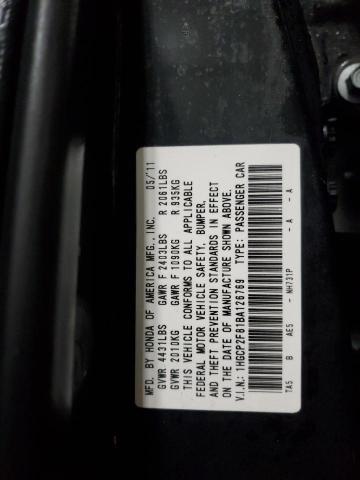 MFD. BY HONDA OF AMERICA MFG., INC. 05/11
GVWR 4431LBS GAWR F 2403LBS R 2061LBS
GVWR 2010KG GAWR F 1090KG R 935KG
THIS VEHICLE CONFORMS TO ALL APPLICABLE
FEDERAL MOTOR VEHICLE SAFETY, BUMPER,
AND THEFT PREVENTION STANDARDS IN EFFECT
ON THE DATE OF MANUFACTURE SHOWN ABOVE.
V.I.N.: 1HGCP2F81BA126769 TYPE: PASSENGER CAR
TA5 B AE5 - NH731P - A - A